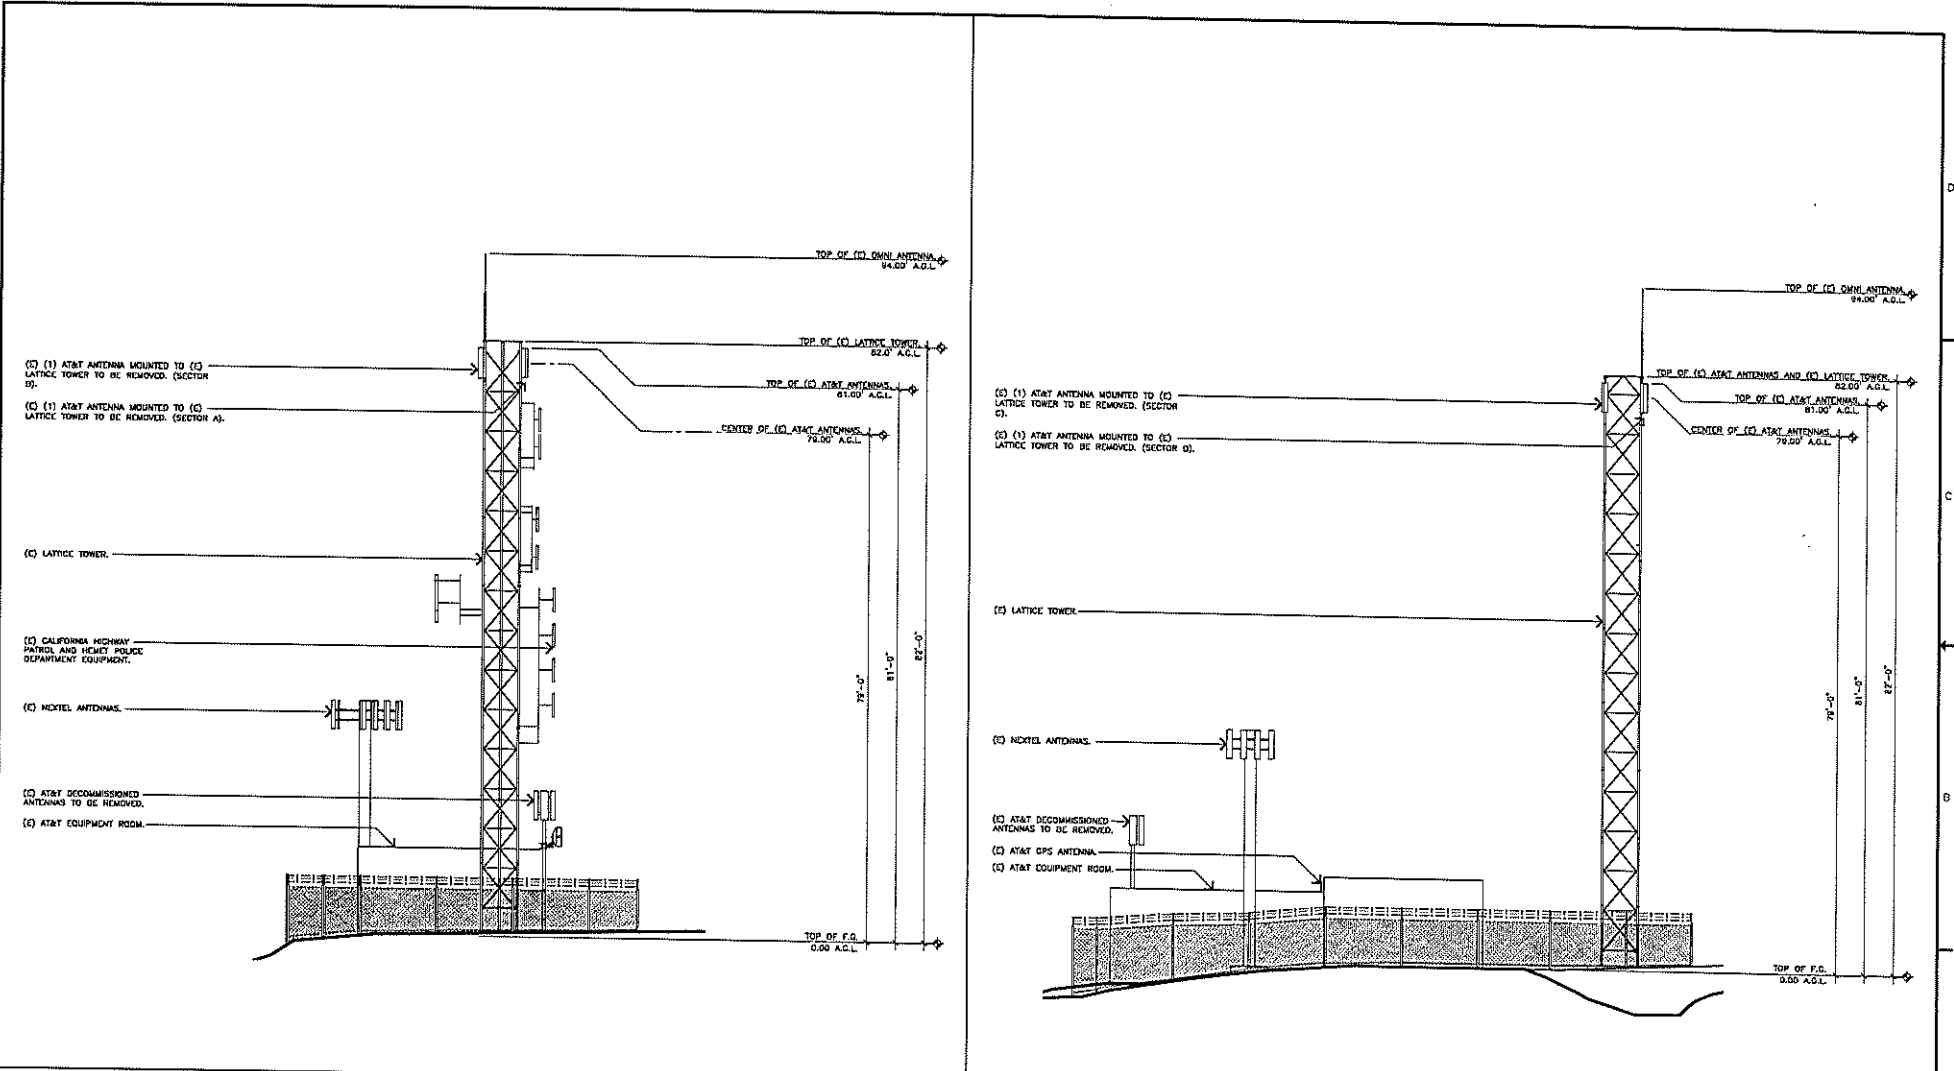 TOP OF (E) OMNI ANTENNA.
94.00' A.G.L.
TOP OF (E) LATTICE TOWER.
82.0' A.G.L.
(E) (1) AT&T ANTENNA MOUNTED TO (E)
LATTICE TOWER TO BE REMOVED. (SECTOR
B).
TOP OF (E) AT&T ANTENNAS.
81.00' A.G.L.
(E) (1) AT&T ANTENNA MOUNTED TO (E)
LATTICE TOWER TO BE REMOVED. (SECTOR A).
CENTER OF (E) AT&T ANTENNAS
79.00' A.G.L.
(E) LATTICE TOWER.
(E) CALIFORNIA HIGHWAY
PATROL AND HEMET POLICE
DEPARTMENT EQUIPMENT.
79'-0"
81'-0"
82'-0"
(E) NEXTEL ANTENNAS.
(E) AT&T DECOMMISSIONED
ANTENNAS TO BE REMOVED.
(E) AT&T EQUIPMENT ROOM.
TOP OF F.G.
0.00 A.G.L.
TOP OF (E) OMNI ANTENNA.
94.00' A.G.L.
TOP OF (E) AT&T ANTENNAS AND (E) LATTICE TOWER.
82.00' A.G.L.
(E) (1) AT&T ANTENNA MOUNTED TO (E)
LATTICE TOWER TO BE REMOVED. (SECTOR
C).
TOP OF (E) AT&T ANTENNAS.
81.00' A.G.L.
(E) (1) AT&T ANTENNA MOUNTED TO (E)
LATTICE TOWER TO BE REMOVED. (SECTOR D).
CENTER OF (E) AT&T ANTENNAS.
79.00' A.G.L.
(E) LATTICE TOWER.
79'-0"
81'-0"
82'-0"
(E) NEXTEL ANTENNAS.
(E) AT&T DECOMMISSIONED
ANTENNAS TO BE REMOVED.
(E) AT&T GPS ANTENNA.
(E) AT&T EQUIPMENT ROOM.
TOP OF F.G.
0.00 A.G.L.
D
C
B